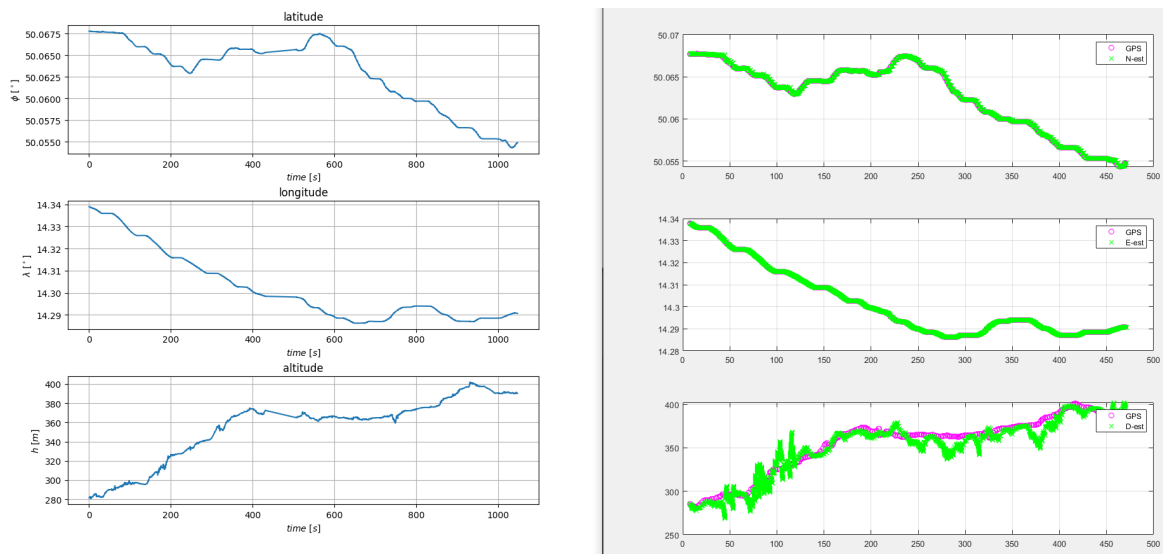 latitude
50.0675
50.0650
50.0625
50.0600
50.0575
50.0550
ϕ [°]
0 200 400 600 800 1000
time [s]
longitude
14.34
14.33
14.32
14.31
14.30
14.29
λ [°]
0 200 400 600 800 1000
time [s]
altitude
400
380
360
340
320
300
280
h [m]
0 200 400 600 800 1000
time [s]
50.07
50.065
50.06
50.055
GPS
N-est
0 50 100 150 200 250 300 350 400 450 500
14.34
14.33
14.32
14.31
14.3
14.29
14.28
GPS
E-est
0 50 100 150 200 250 300 350 400 450 500
400
350
300
250
GPS
D-est
0 50 100 150 200 250 300 350 400 450 500